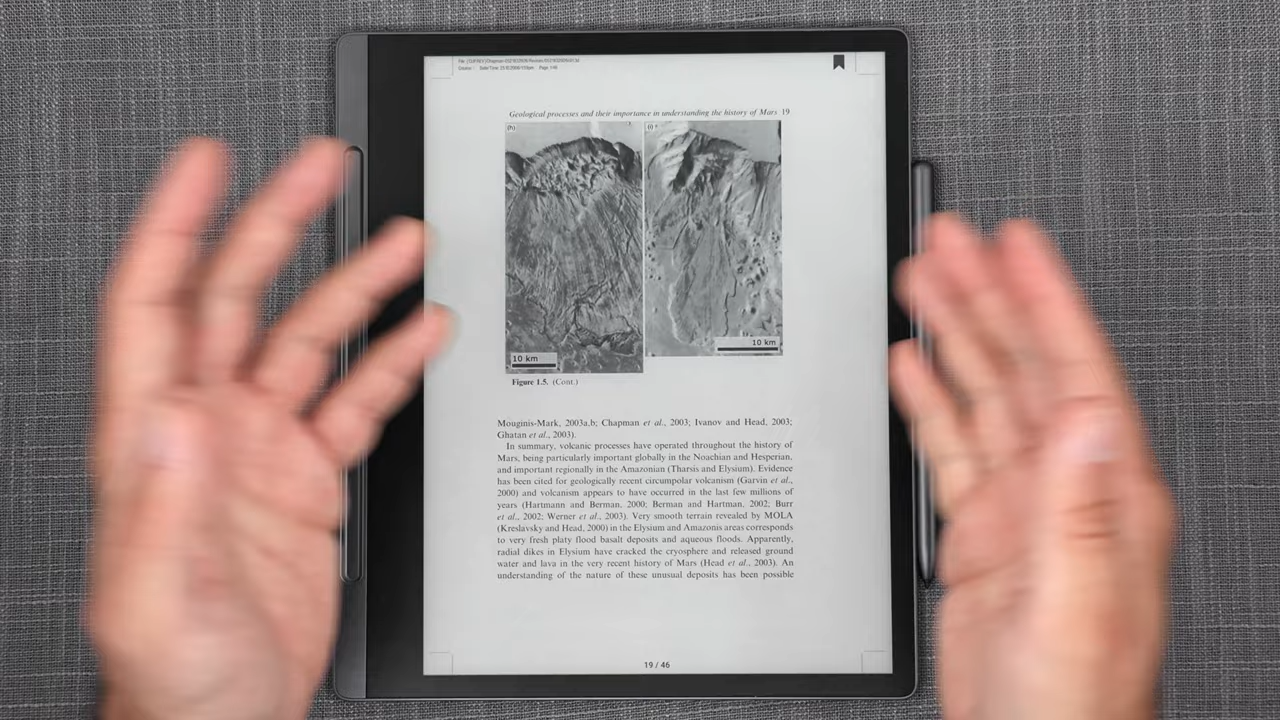 Geological processes and their importance in understanding the history of Mars 19
(h)
(i)
10 km
10 km
Figure 1.5. (Cont.)
Mouginis-Mark, 2003a,b; Chapman et al., 2003; Ivanov and Head, 2003;
Ghatan et al., 2003).
In summary, volcanic processes have operated throughout the history of
Mars, being particularly important globally in the Noachian and Hesperian,
and important regionally in the Amazonian (Tharsis and Elysium). Evidence
has been cited for geologically recent circumpolar volcanism (Garvin et al.,
2000) and volcanism appears to have occurred in the last few millions of
years (Hartmann and Berman, 2000; Berman and Hartman, 2002; Burr
et al., 2002; Werner et al., 2003). Very smooth terrain revealed by MOLA
(Kreslavsky and Head, 2000) in the Elysium and Amazonis areas corresponds
to very fresh platy flood basalt deposits and aqueous floods. Apparently,
radial dikes in Elysium have cracked the cryosphere and released ground
water and lava in the very recent history of Mars (Head et al., 2003). An
understanding of the nature of these unusual deposits has been possible
19 / 46